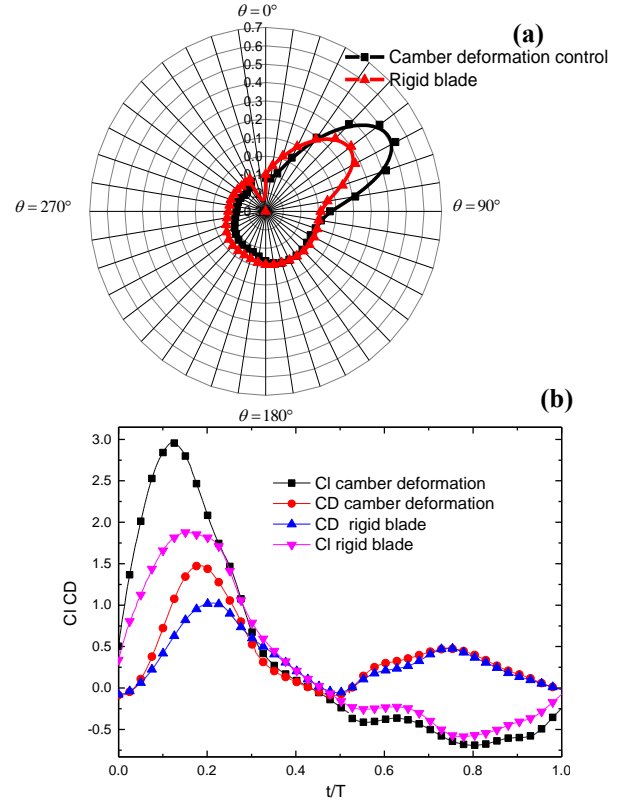 θ = 0°
(a)
0.7
0.6
0.5
0.4
0.3
0.2
0.1
0.0
Camber deformation control
Rigid blade
θ = 270°
θ = 90°
θ = 180°
(b)
3.0
2.5
2.0
1.5
1.0
0.5
0.0
-0.5
Cl CD
Cl camber deformation
CD camber deformation
CD rigid blade
Cl rigid blade
0.0 0.2 0.4 0.6 0.8 1.0
t/T